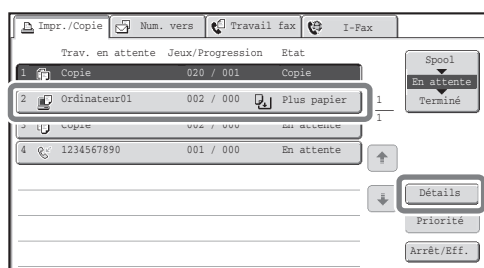 Impr./Copie Num. vers Travail fax I-Fax
Trav. en attente Jeux/Progression Etat
1 Copie 020 / 001 Copie
2 Ordinateur01 002 / 000 Plus papier
3 Copie 002 / 000 En attente
4 1234567890 001 / 000 En attente
1
1
Spool
En attente
Terminé
Détails
Priorité
Arrêt/Eff.